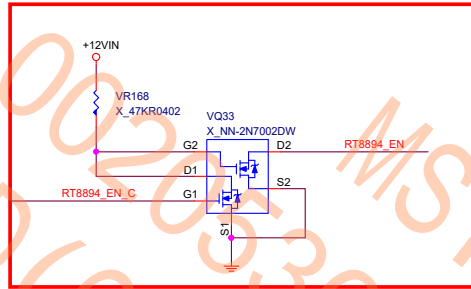 +12VIN
VR168
X_47KR0402
VQ33
X_NN-2N7002DW
G2
D2
RT8894_EN
D1
S2
RT8894_EN_C
G1
S1